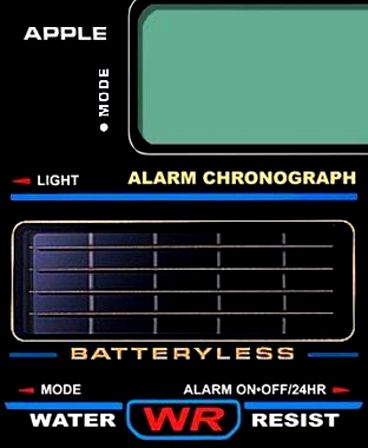 APPLE
MODE
LIGHT
ALARM CHRONOGRAPH
BATTERYLESS
MODE
ALARM ON•OFF/24HR
WATER WR RESIST